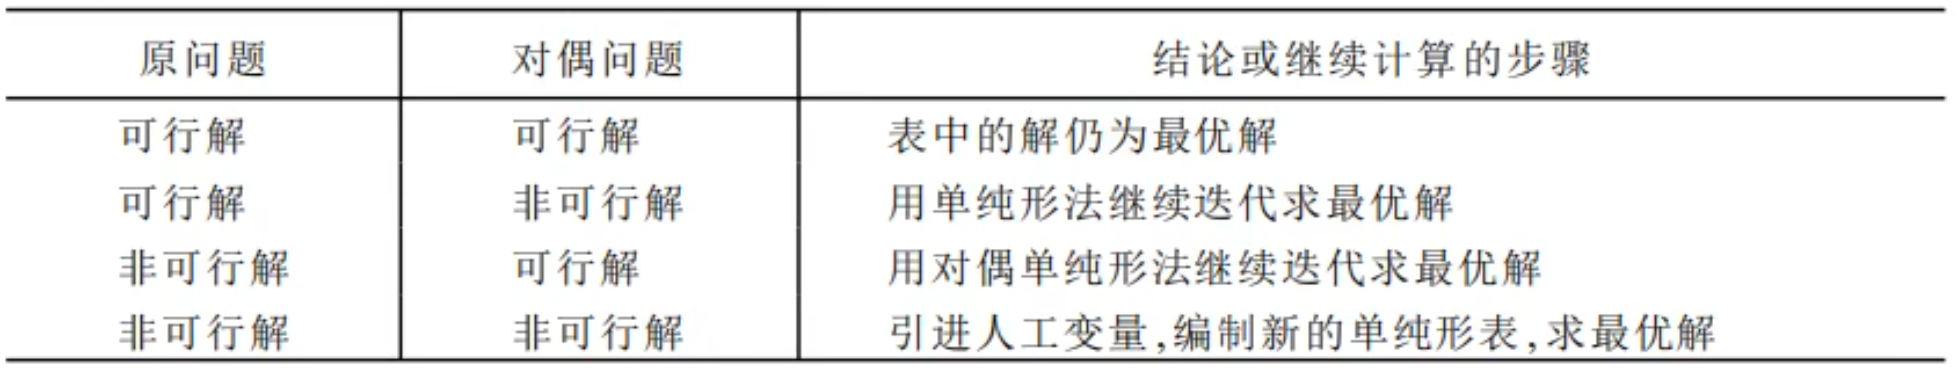 原问题 对偶问题 结论或继续计算的步骤
可行解 可行解 表中的解仍为最优解
可行解 非可行解 用单纯形法继续迭代求最优解
非可行解 可行解 用对偶单纯形法继续迭代求最优解
非可行解 非可行解 引进人工变量,编制新的单纯形表,求最优解